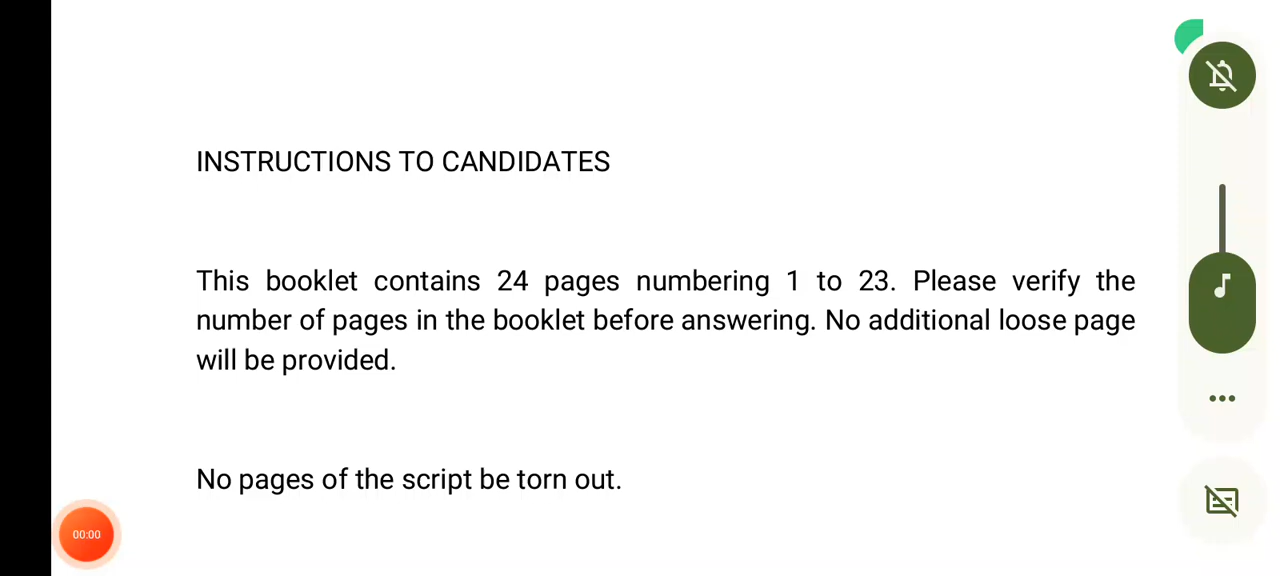 INSTRUCTIONS TO CANDIDATES
This booklet contains 24 pages numbering 1 to 23. Please verify the
number of pages in the booklet before answering. No additional loose page
will be provided.
No pages of the script be torn out.
00:00